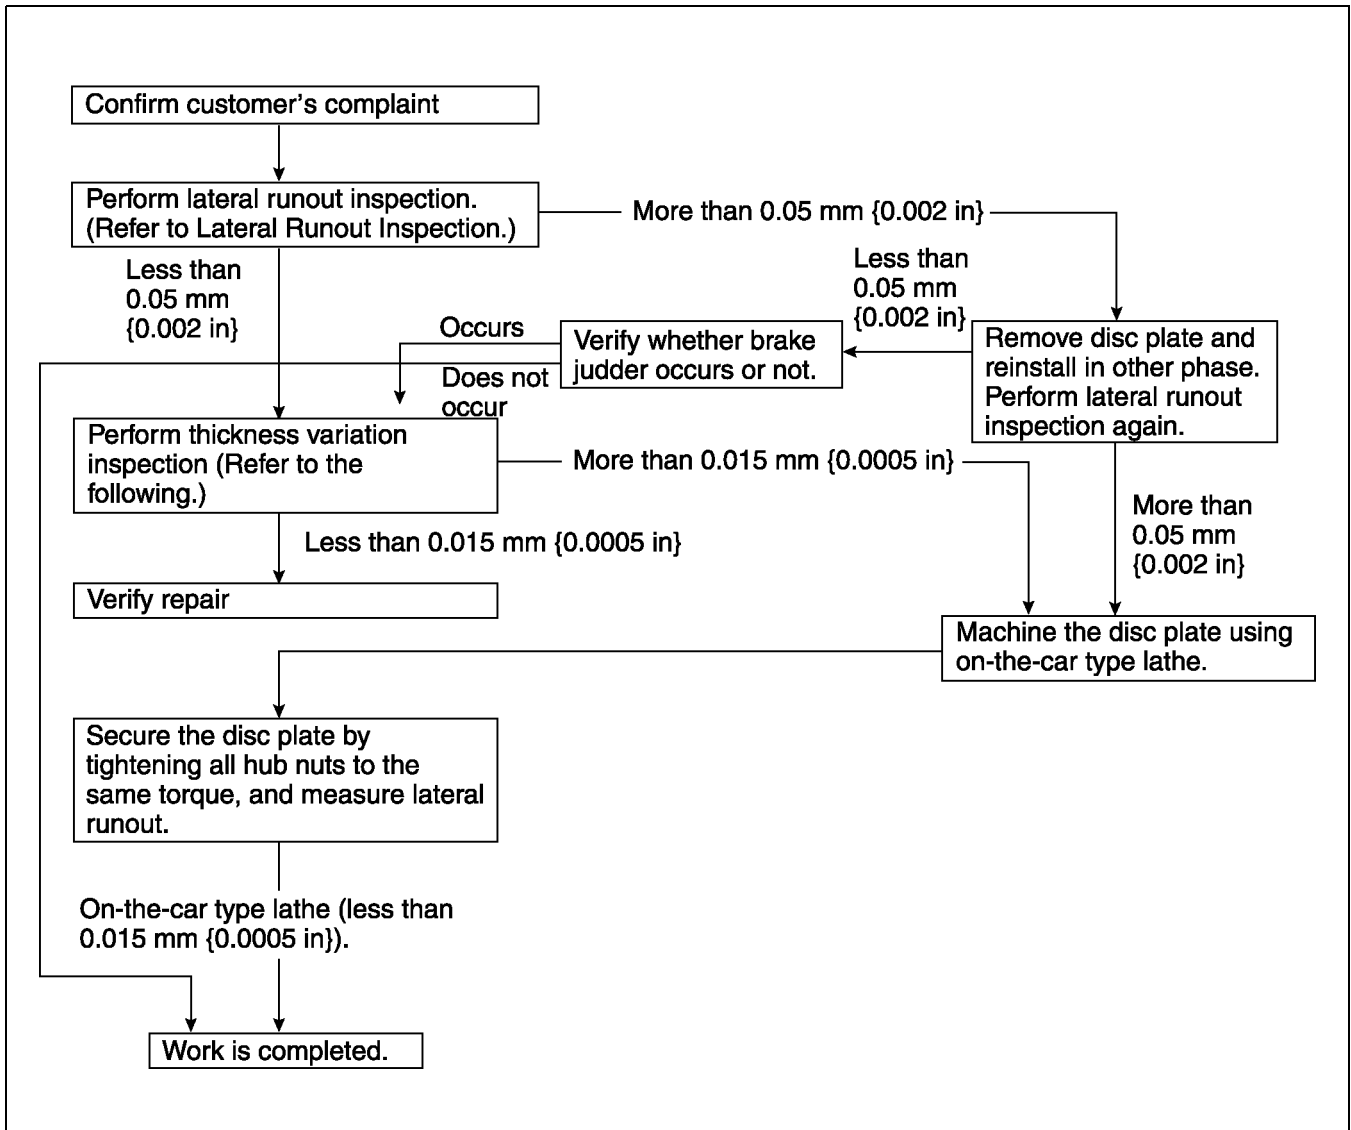 Confirm customer's complaint
Perform lateral runout inspection.
(Refer to Lateral Runout Inspection.)
More than 0.05 mm {0.002 in}
Less than
0.05 mm
{0.002 in}
Less than
0.05 mm
{0.002 in}
Remove disc plate and
reinstall in other phase.
Perform lateral runout
inspection again.
Verify whether brake
judder occurs or not.
Occurs
Does not
occur
Perform thickness variation
inspection (Refer to the
following.)
More than 0.015 mm {0.0005 in}
More than
0.05 mm
{0.002 in}
Less than 0.015 mm {0.0005 in}
Verify repair
Machine the disc plate using
on-the-car type lathe.
Secure the disc plate by
tightening all hub nuts to the
same torque, and measure lateral
runout.
On-the-car type lathe (less than
0.015 mm {0.0005 in}).
Work is completed.